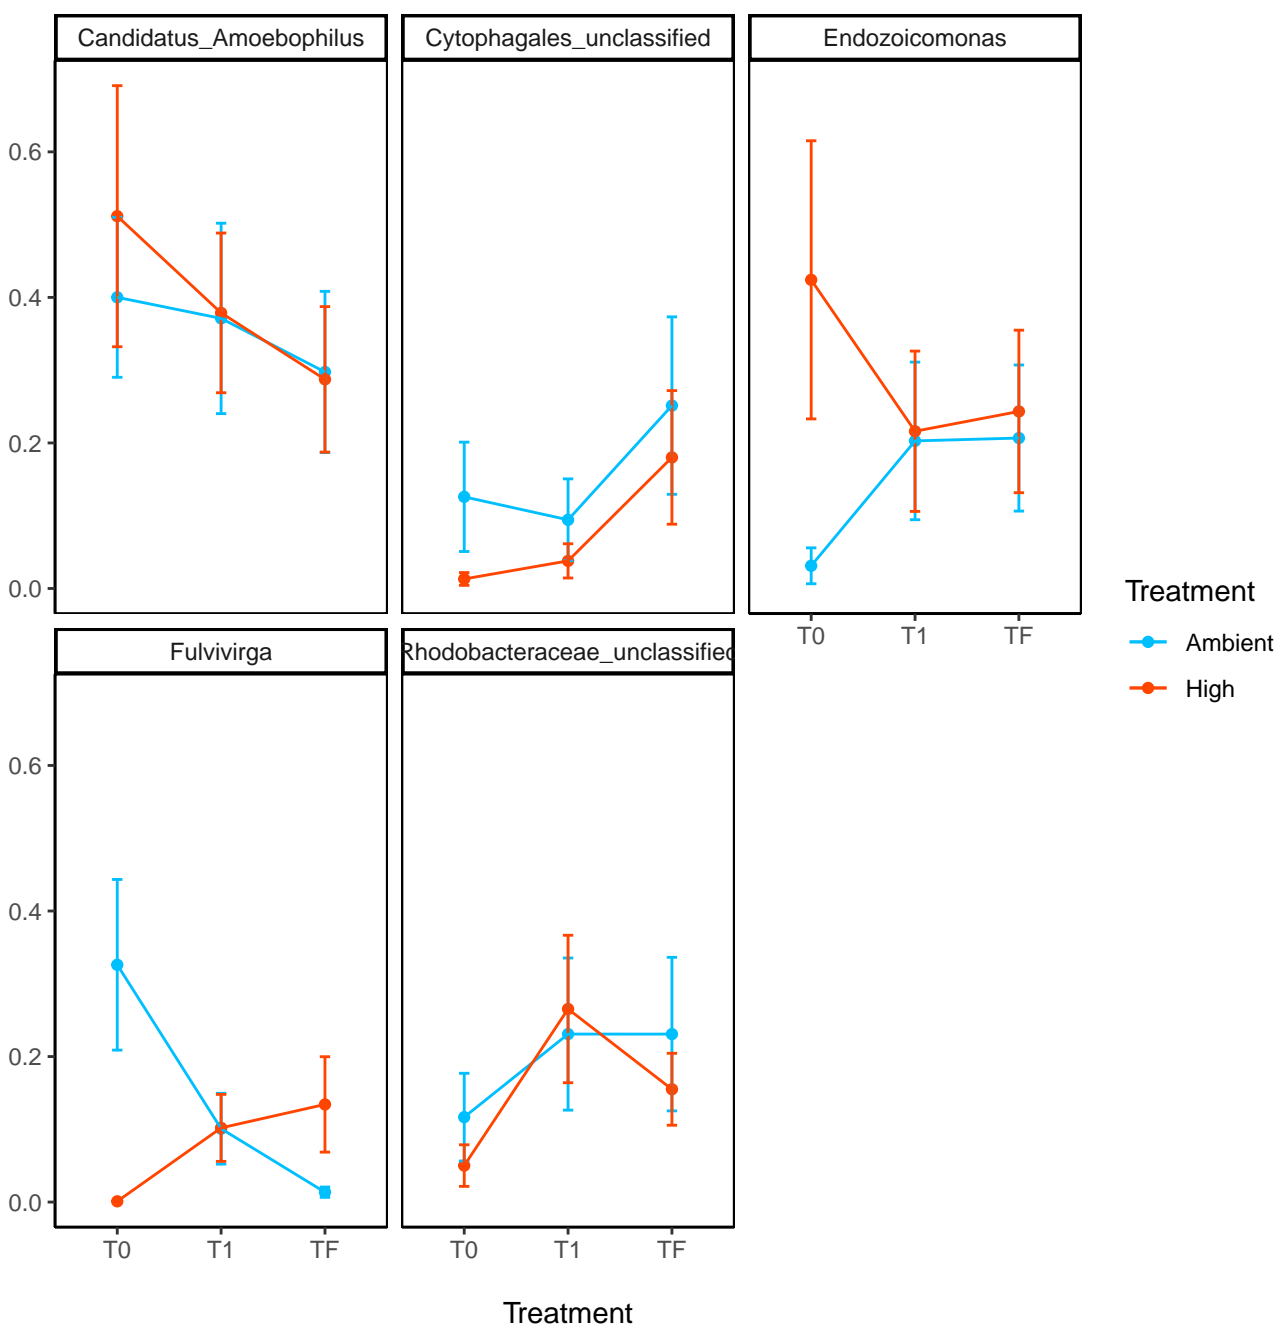 Candidatus_Amoebophilus
Cytophagales_unclassified
Endozoicomonas
0.6
0.4
0.2
0.0
T0 T1 TF
Treatment
Ambient
High
Fulvivirga
Rhodobacteraceae_unclassified
0.6
0.4
0.2
0.0
T0 T1 TF
T0 T1 TF
Treatment